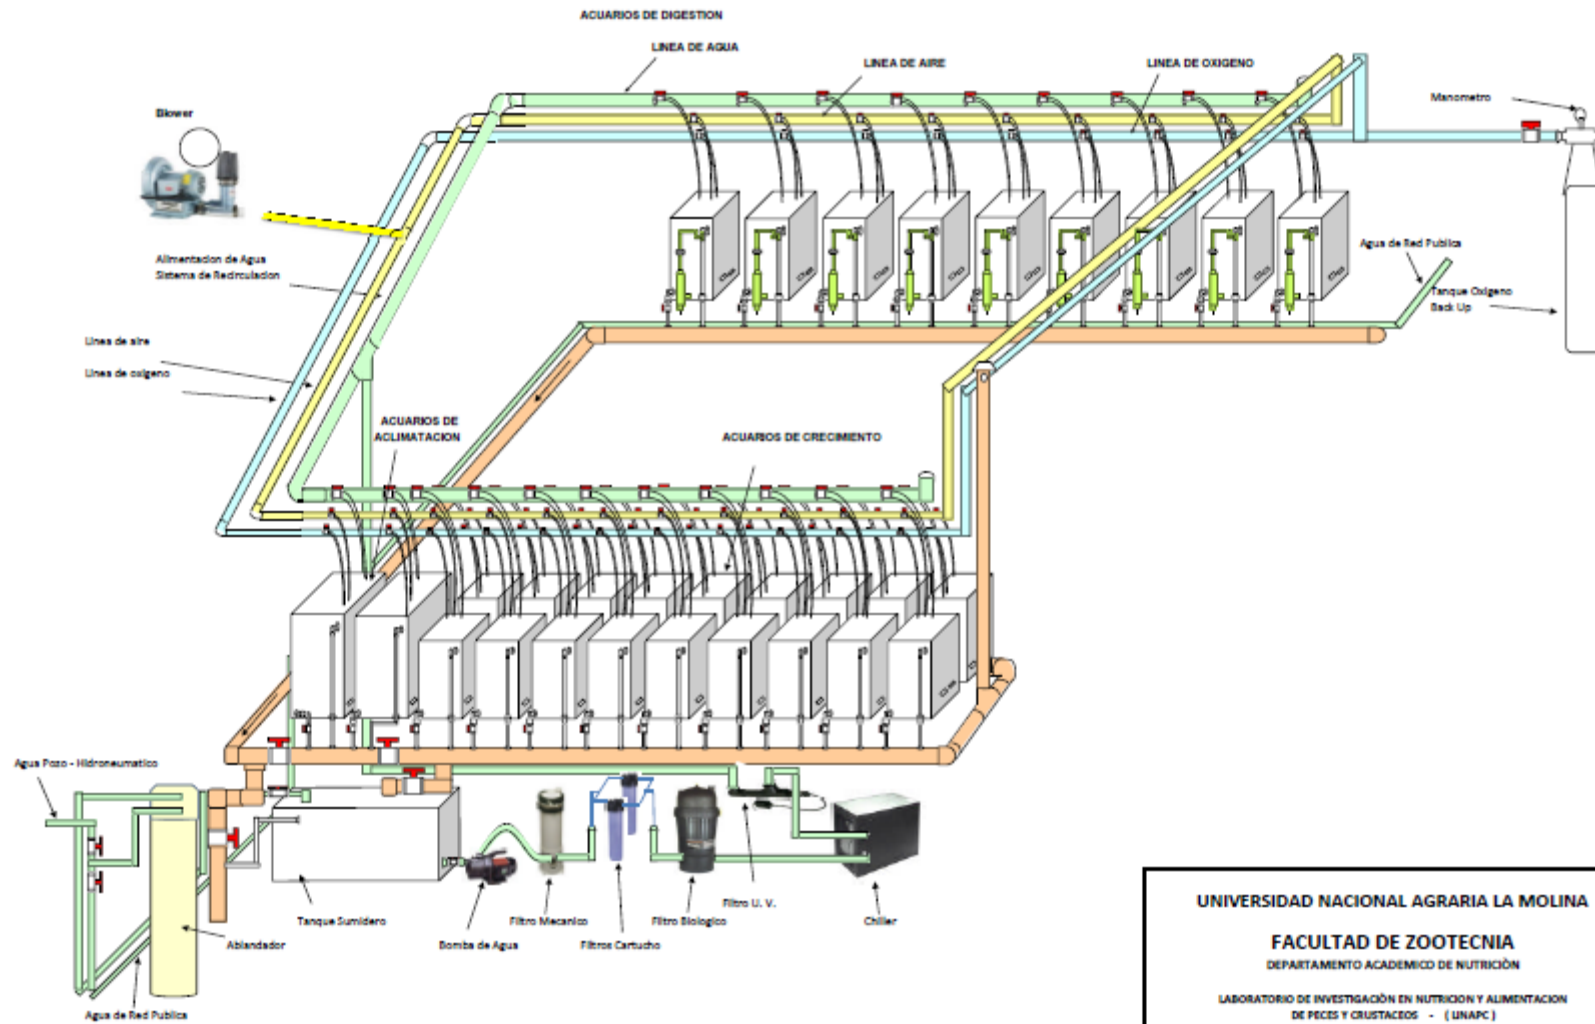 ACUARIOS DE DIGESTION
LINEA DE AGUA
LINEA DE AIRE
LINEA DE OXIGENO
Manometro
Blower
Alimentacion de Agua
Sistema de Recirculacion
Agua de Red Publica
Tanque Oxigeno
Back Up
Linea de aire
Linea de oxigeno
ACUARIOS DE
ACLIMATACION
ACUARIOS DE CRECIMIENTO
Agua Pozo - Hidroneumatico
Tanque Sumidero
Ablandador
Bomba de Agua
Filtro Mecanico
Filtros Cartucho
Filtro Biologico
Filtro U. V.
Chiller
Agua de Red Publica
UNIVERSIDAD NACIONAL AGRARIA LA MOLINA
FACULTAD DE ZOOTECNIA
DEPARTAMENTO ACADEMICO DE NUTRICIÒN
LABORATORIO DE INVESTIGACIÒN EN NUTRICION Y ALIMENTACION
DE PECES Y CRUSTACEOS - ( LINAPC )